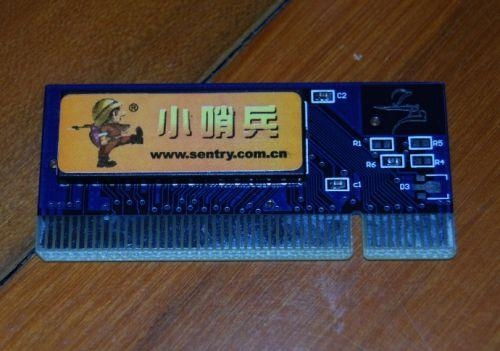 ®
小哨兵
www.sentry.com.cn
C2
R1
R5
R6
R4
C1
D3